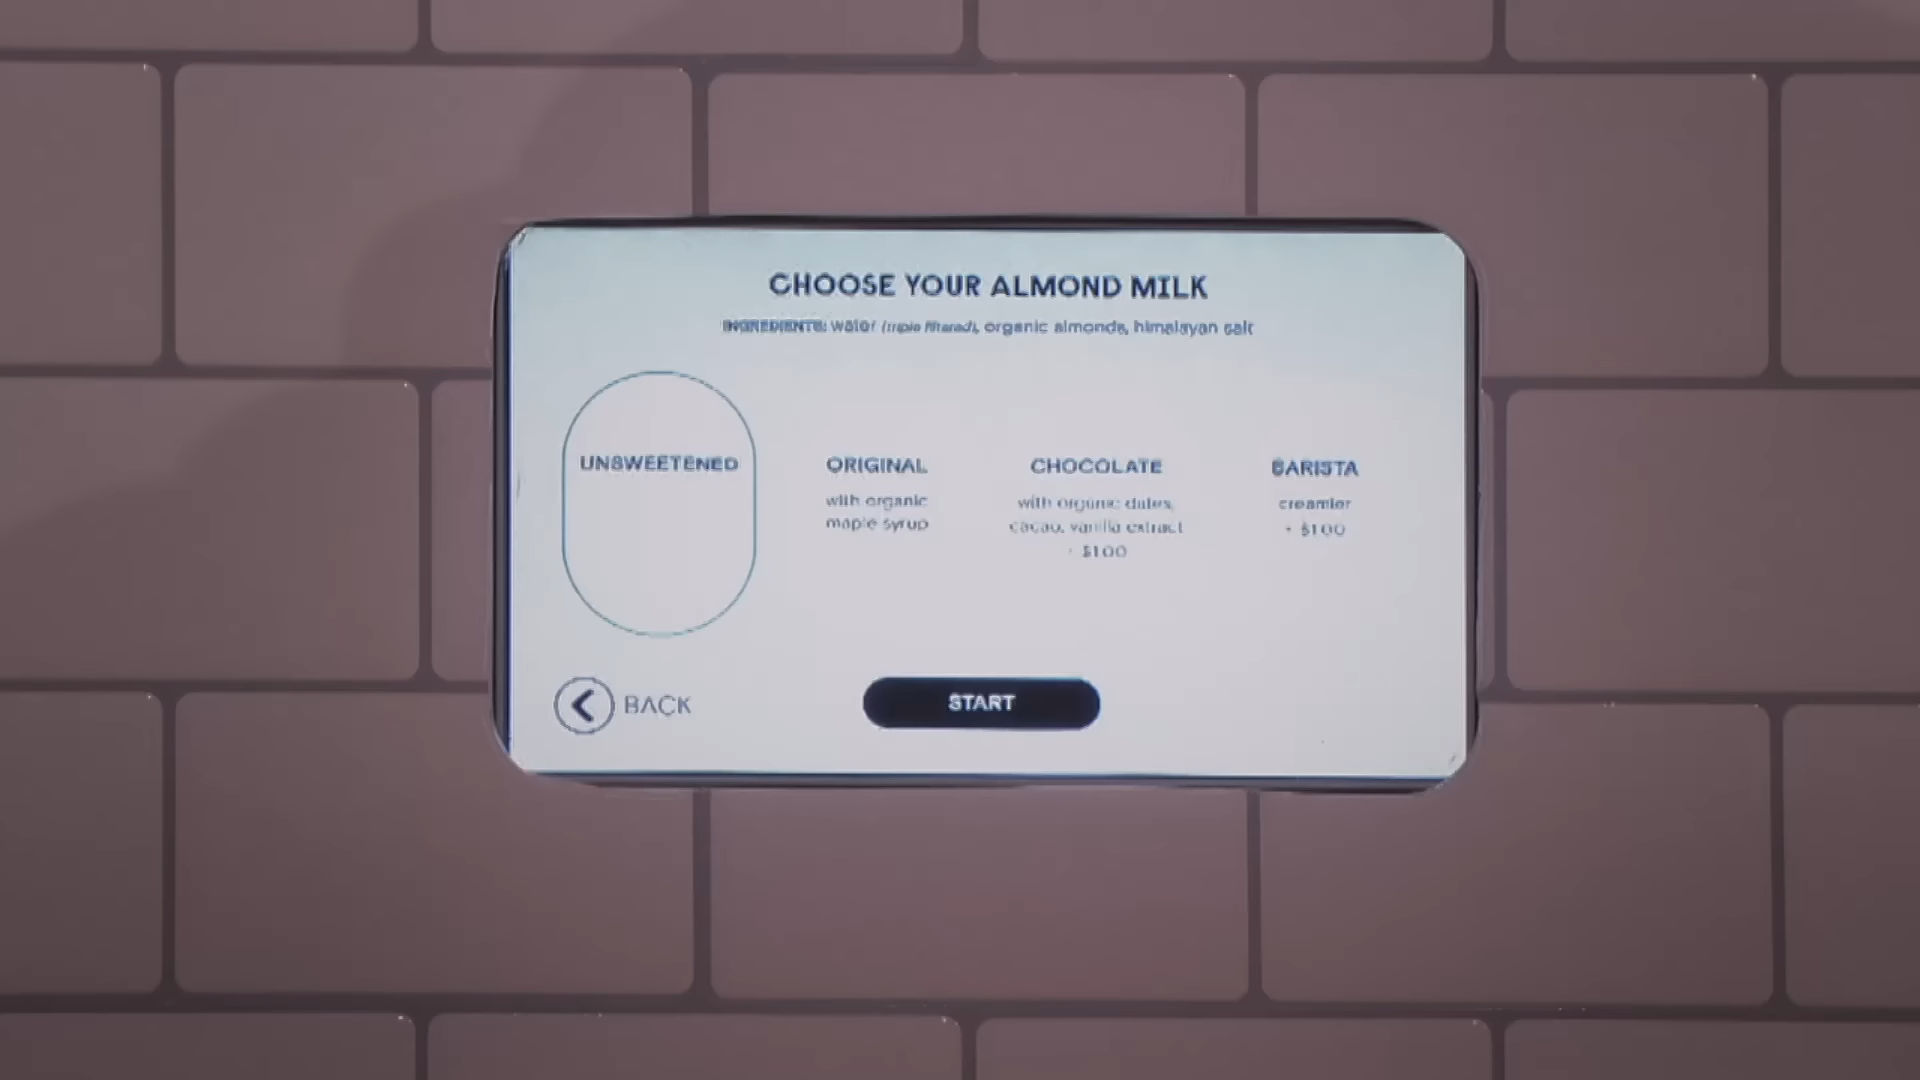 CHOOSE YOUR ALMOND MILK
INGREDIENTS: water (triple filtered), organic almonds, himalayan salt
UNSWEETENED
ORIGINAL
with organic
maple syrup
CHOCOLATE
with organic dates,
cacao, vanilla extract
+ $1.00
BARISTA
creamier
+ $1.00
BACK
START